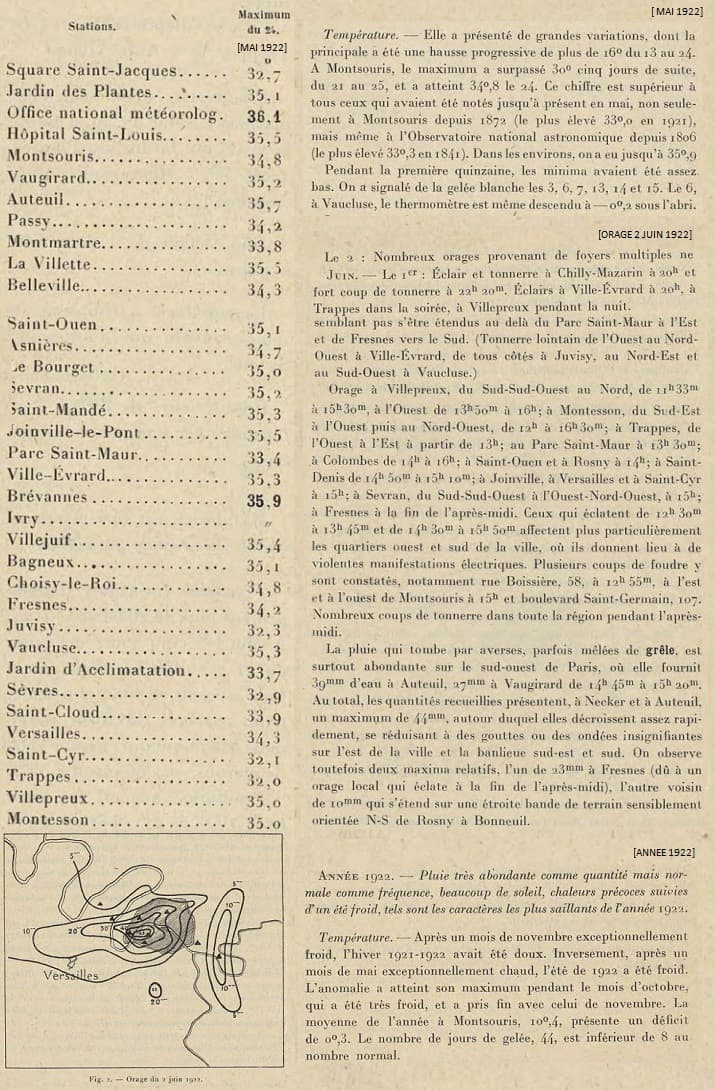 Stations.
Maximum
du 24.
[MAI 1922]
o
Square Saint-Jacques...... 32,7
Jardin des Plantes........ 35,1
Office national météorolog. 36,1
Hôpital Saint-Louis........ 35,5
Montsouris................ 34,8
Vaugirard................. 35,2
Auteuil................... 35,7
Passy..................... 34,2
Montmartre................ 33,8
La Villette............... 35,5
Belleville................ 34,3
Saint-Ouen................ 35,1
Asnières.................. 34,7
Le Bourget ............... 35,0
Sevran.................... 35,2
Saint-Mandé............... 35,3
Joinville-le-Pont ........ 35,5
Parc Saint-Maur........... 33,4
Ville-Évrard.............. 35,3
Brévannes ................ 35,9
Ivry...................... "
Villejuif................. 35,4
Bagneux................... 35,1
Choisy-le-Roi............. 34,8
Fresnes................... 34,2
Juvisy.................... 32,3
Vaucluse.................. 35,3
Jardin d'Acclimatation..... 33,7
Sèvres.................... 32,9
Saint-Cloud............... 33,9
Versailles................ 34,3
Saint-Cyr................. 32,1
Trappes .................. 32,0
Villepreux................ 35,0
Montesson ................ 35,0
5
10
20
30
5
10
Versailles
20
10
5
Fig. 2. — Orage du 2 juin 1922.
[MAI 1922]
Température. — Elle a présenté de grandes variations, dont la
principale a été une hausse progressive de plus de 16° du 13 au 24.
A Montsouris, le maximum a surpassé 30° cinq jours de suite,
du 21 au 25, et a atteint 34°,8 le 24. Ce chiffre est supérieur à
tous ceux qui avaient été notés jusqu'à présent en mai, non seule-
ment à Montsouris depuis 1872 (le plus élevé 33°,0 en 1921),
mais même à l'Observatoire national astronomique depuis 1806
(le plus élevé 33°,3 en 1841). Dans les environs, on a eu jusqu'à 35°,9
Pendant la première quinzaine, les minima avaient été assez
bas. On a signalé de la gelée blanche les 3, 6, 7, 13, 14 et 15. Le 6,
à Vaucluse, le thermomètre est même descendu à — 0°,2 sous l'abri.
[ORAGE 2 JUIN 1922]
Le 2 : Nombreux orages provenant de foyers multiples ne
JUIN. — Le 1er : Éclair et tonnerre à Chilly-Mazarin à 20h et
fort coup de tonnerre à 22h 20m. Éclairs à Ville-Évrard à 20h, à
Trappes dans la soirée, à Villepreux pendant la nuit.
semblant pas s'être étendus au delà du Parc Saint-Maur à l'Est
et de Fresnes vers le Sud. (Tonnerre lointain de l'Ouest au Nord-
Ouest à Ville-Évrard, de tous côtés à Juvisy, au Nord-Est et
au Sud-Ouest à Vaucluse.)
Orage à Villepreux, du Sud-Sud-Ouest au Nord, de 11h33m
à 15h30m, à l'Ouest de 13h50m à 16h; à Montesson, du Sud-Est
à l'Ouest puis au Nord-Ouest, de 12h à 16h30m; à Trappes, de
l'Ouest à l'Est à partir de 13h; au Parc Saint-Maur à 13h 30m;
à Colombes de 14h à 16h; à Saint-Ouen et à Rosny à 14h; à Saint-
Denis de 14h 50m à 15h 10m; à Joinville, à Versailles et à Saint-Cyr
à 15h; à Sevran, du Sud-Sud-Ouest à l'Ouest-Nord-Ouest, à 15h;
à Fresnes à la fin de l'après-midi. Ceux qui éclatent de 12h 30m
à 13h 45m et de 14h 30m à 15h 50m affectent plus particulièrement
les quartiers ouest et sud de la ville, où ils donnent lieu à de
violentes manifestations électriques. Plusieurs coups de foudre y
sont constatés, notamment rue Boissière, 58, à 12h 55m, à l'est
et à l'ouest de Montsouris à 15h et boulevard Saint-Germain, 107.
Nombreux coups de tonnerre dans toute la région pendant l'après-
midi.
La pluie qui tombe par averses, parfois mêlées de grêle, est
surtout abondante sur le sud-ouest de Paris, où elle fournit
39mm d'eau à Auteuil, 27mm à Vaugirard de 14h 45m à 15h 20m.
Au total, les quantités recueillies présentent, à Necker et à Auteuil,
un maximum de 44mm, autour duquel elles décroissent assez rapi-
dement, se réduisant à des gouttes ou des ondées insignifiantes
sur l'est de la ville et la banlieue sud-est et sud. On observe
toutefois deux maxima relatifs, l'un de 23mm à Fresnes (dû à un
orage local qui éclate à la fin de l'après-midi), l'autre voisin
de 10mm qui s'étend sur une étroite bande de terrain sensiblement
orientée N-S de Rosny à Bonneuil.
[ANNEE 1922]
ANNÉE 1922. — Pluie très abondante comme quantité mais nor-
male comme fréquence, beaucoup de soleil, chaleurs précoces suivies
d'un été froid, tels sont les caractères les plus saillants de l'année 1922.
Température. — Après un mois de novembre exceptionnellement
froid, l'hiver 1921-1922 avait été doux. Inversement, après un
mois de mai exceptionnellement chaud, l'été de 1922 a été froid.
L'anomalie a atteint son maximum pendant le mois d'octobre,
qui a été très froid, et a pris fin avec celui de novembre. La
moyenne de l'année à Montsouris, 10°,4, présente un déficit
de 0°,3. Le nombre de jours de gelée, 44, est inférieur de 8 au
nombre normal.